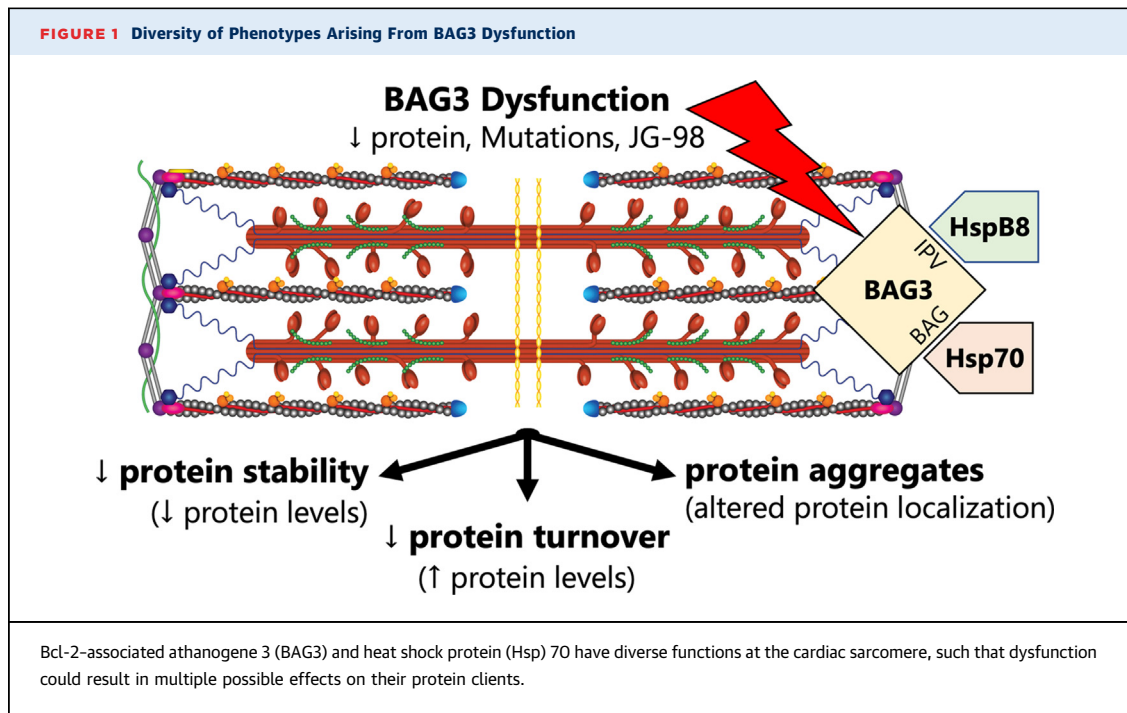 FIGURE 1 Diversity of Phenotypes Arising From BAG3 Dysfunction
BAG3 Dysfunction
↓ protein, Mutations, JG-98
HspB8
IPV
BAG3
BAG
Hsp70
↓ protein stability
(↓ protein levels)
↓ protein turnover
(↑ protein levels)
protein aggregates
(altered protein localization)
Bcl-2–associated athanogene 3 (BAG3) and heat shock protein (Hsp) 70 have diverse functions at the cardiac sarcomere, such that dysfunction
could result in multiple possible effects on their protein clients.